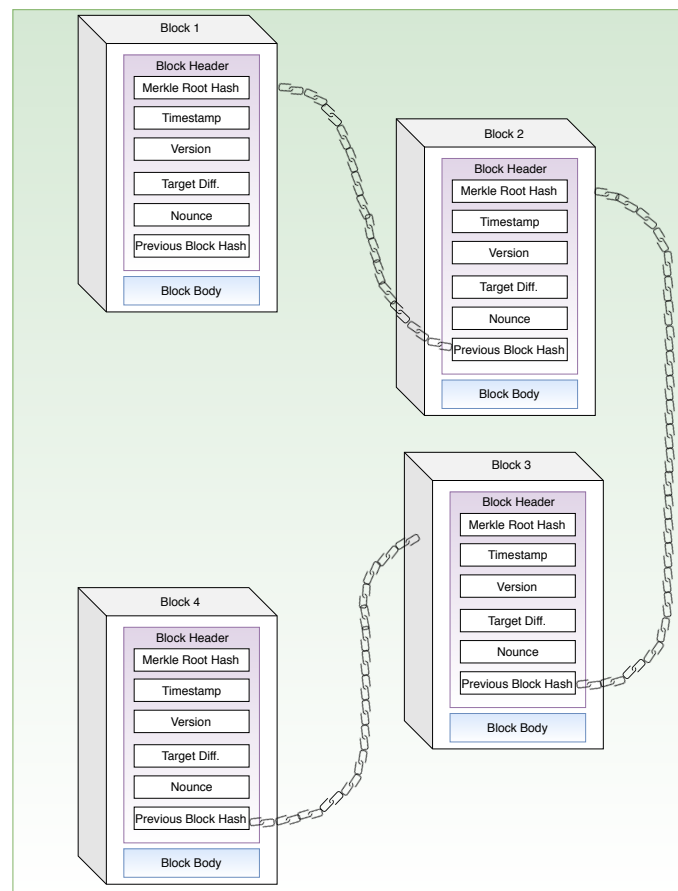 Block 1
Block Header
Merkle Root Hash
Timestamp
Version
Target Diff.
Nounce
Previous Block Hash
Block Body
Block 2
Block Header
Merkle Root Hash
Timestamp
Version
Target Diff.
Nounce
Previous Block Hash
Block Body
Block 3
Block Header
Merkle Root Hash
Timestamp
Version
Target Diff.
Nounce
Previous Block Hash
Block Body
Block 4
Block Header
Merkle Root Hash
Timestamp
Version
Target Diff.
Nounce
Previous Block Hash
Block Body